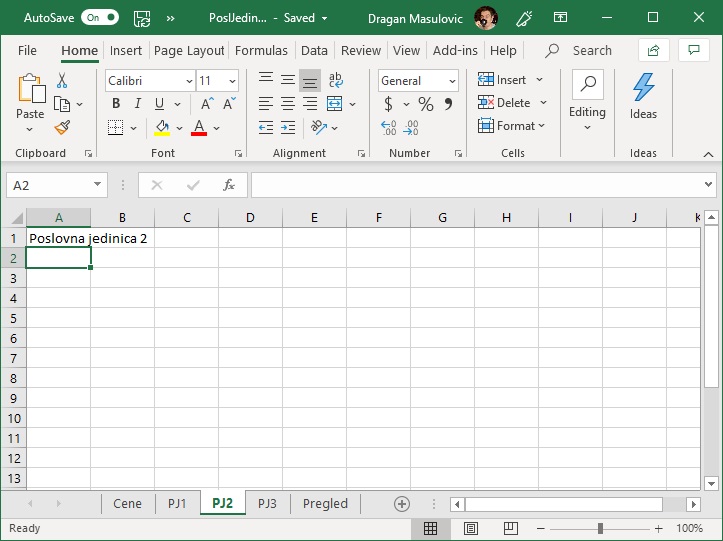 AutoSave On PoslJedin... - Saved Dragan Masulovic
File Home Insert Page Layout Formulas Data Review View Add-ins Help Search
Calibri 11 ab General Insert
Paste B I U A A $ % Delete Editing Ideas
A Format
Clipboard Font Alignment Number Cells Ideas
A2 fx
A B C D E F G H I J K
1 Poslovna jedinica 2
2
3
4
5
6
7
8
9
10
11
12
13
Cene PJ1 PJ2 PJ3 Pregled
Ready 100%